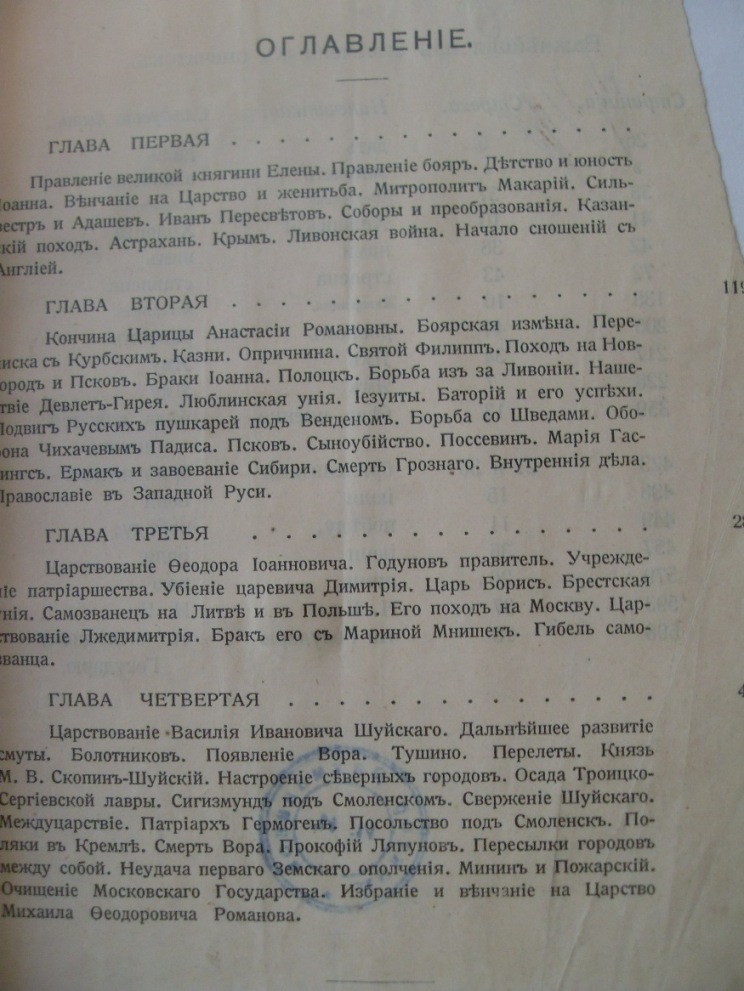 ОГЛАВЛЕНІЕ.
ГЛАВА ПЕРВАЯ . . . . . . . . . . . . . . . . .
Правленіе великой княгини Елены. Правленіе бояръ. Дѣтство и юность
Іоанна. Вѣнчаніе на Царство и женитьба. Митрополитъ Макарій. Силь-
вестръ и Адашевъ. Иванъ Пересвѣтовъ. Соборы и преобразованія. Казан-
скій походъ. Астрахань. Крымъ. Ливонская война. Начало сношеній съ
Англіей.
ГЛАВА ВТОРАЯ . . . . . . . . . . . . . . . . . 119
Кончина Царицы Анастасіи Романовны. Боярская измѣна. Пере-
писка съ Курбскимъ. Казни. Опричнина. Святой Филиппъ. Походъ на Нов-
городъ и Псковъ. Браки Іоанна. Полоцкъ. Борьба изъ за Ливоніи. Наше-
ствіе Девлетъ-Гирея. Люблинская унія. Іезуиты. Баторій и его успѣхи.
Подвигъ Русскихъ пушкарей подъ Венденомъ. Борьба со Шведами. Обо-
рона Чихачевымъ Падиса. Псковъ. Сыноубійство. Поссевинъ. Марія Гас-
тингсъ. Ермакъ и завоеваніе Сибири. Смерть Грознаго. Внутреннія дѣла.
Православіе въ Западной Руси.
ГЛАВА ТРЕТЬЯ . . . . . . . . . . . . . . . .
Царствованіе Ѳеодора Іоанновича. Годуновъ правитель. Учрежде-
ніе патріаршества. Убіеніе царевича Димитрія. Царь Борисъ. Брестская
унія. Самозванецъ на Литвѣ и въ Польшѣ. Его походъ на Москву. Цар-
ствованіе Лжедимитрія. Бракъ его съ Мариной Мнишекъ. Гибель само-
званца.
ГЛАВА ЧЕТВЕРТАЯ . . . . . . . . . . . . . .
Царствованіе Василія Ивановича Шуйскаго. Дальнѣйшее развитіе
смуты. Болотниковъ. Появленіе Вора. Тушино. Перелеты. Князь
М. В. Скопинъ-Шуйскій. Настроеніе сѣверныхъ городовъ. Осада Троицко-
Сергіевской лавры. Сигизмундъ подъ Смоленскомъ. Сверженіе Шуйскаго.
Междуцарствіе. Патріархъ Гермогенъ. Посольство подъ Смоленскъ. По-
ляки въ Кремлѣ. Смерть Вора. Прокофій Ляпуновъ. Пересылки городовъ
между собой. Неудача перваго Земскаго ополченія. Мининъ и Пожарскій.
Очищеніе Московскаго Государства. Избраніе и вѣнчаніе на Царство
Михаила Ѳеодоровича Романова.